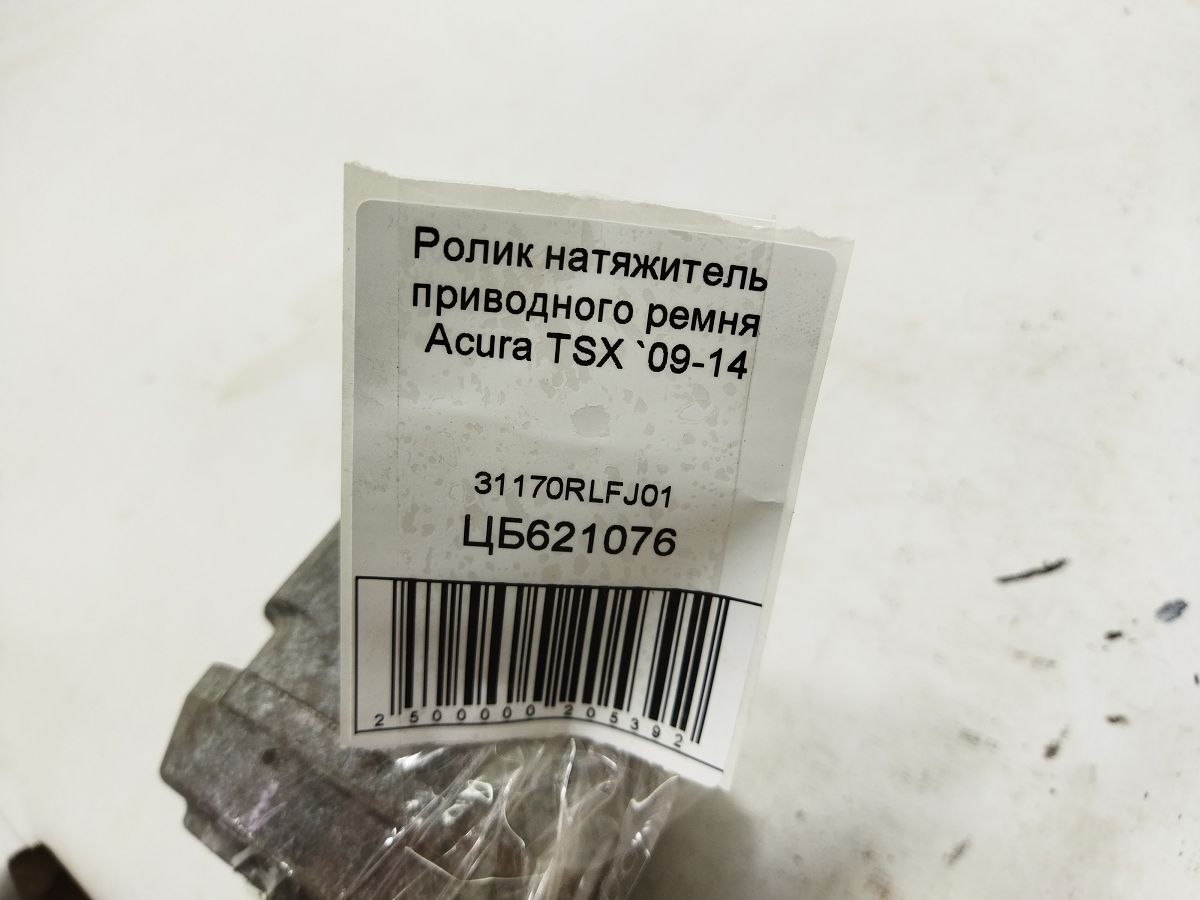 Ролик натяжитель
приводного ремня
Acura TSX `09-14
31170RLFJ01
ЦБ621076
2500000205392